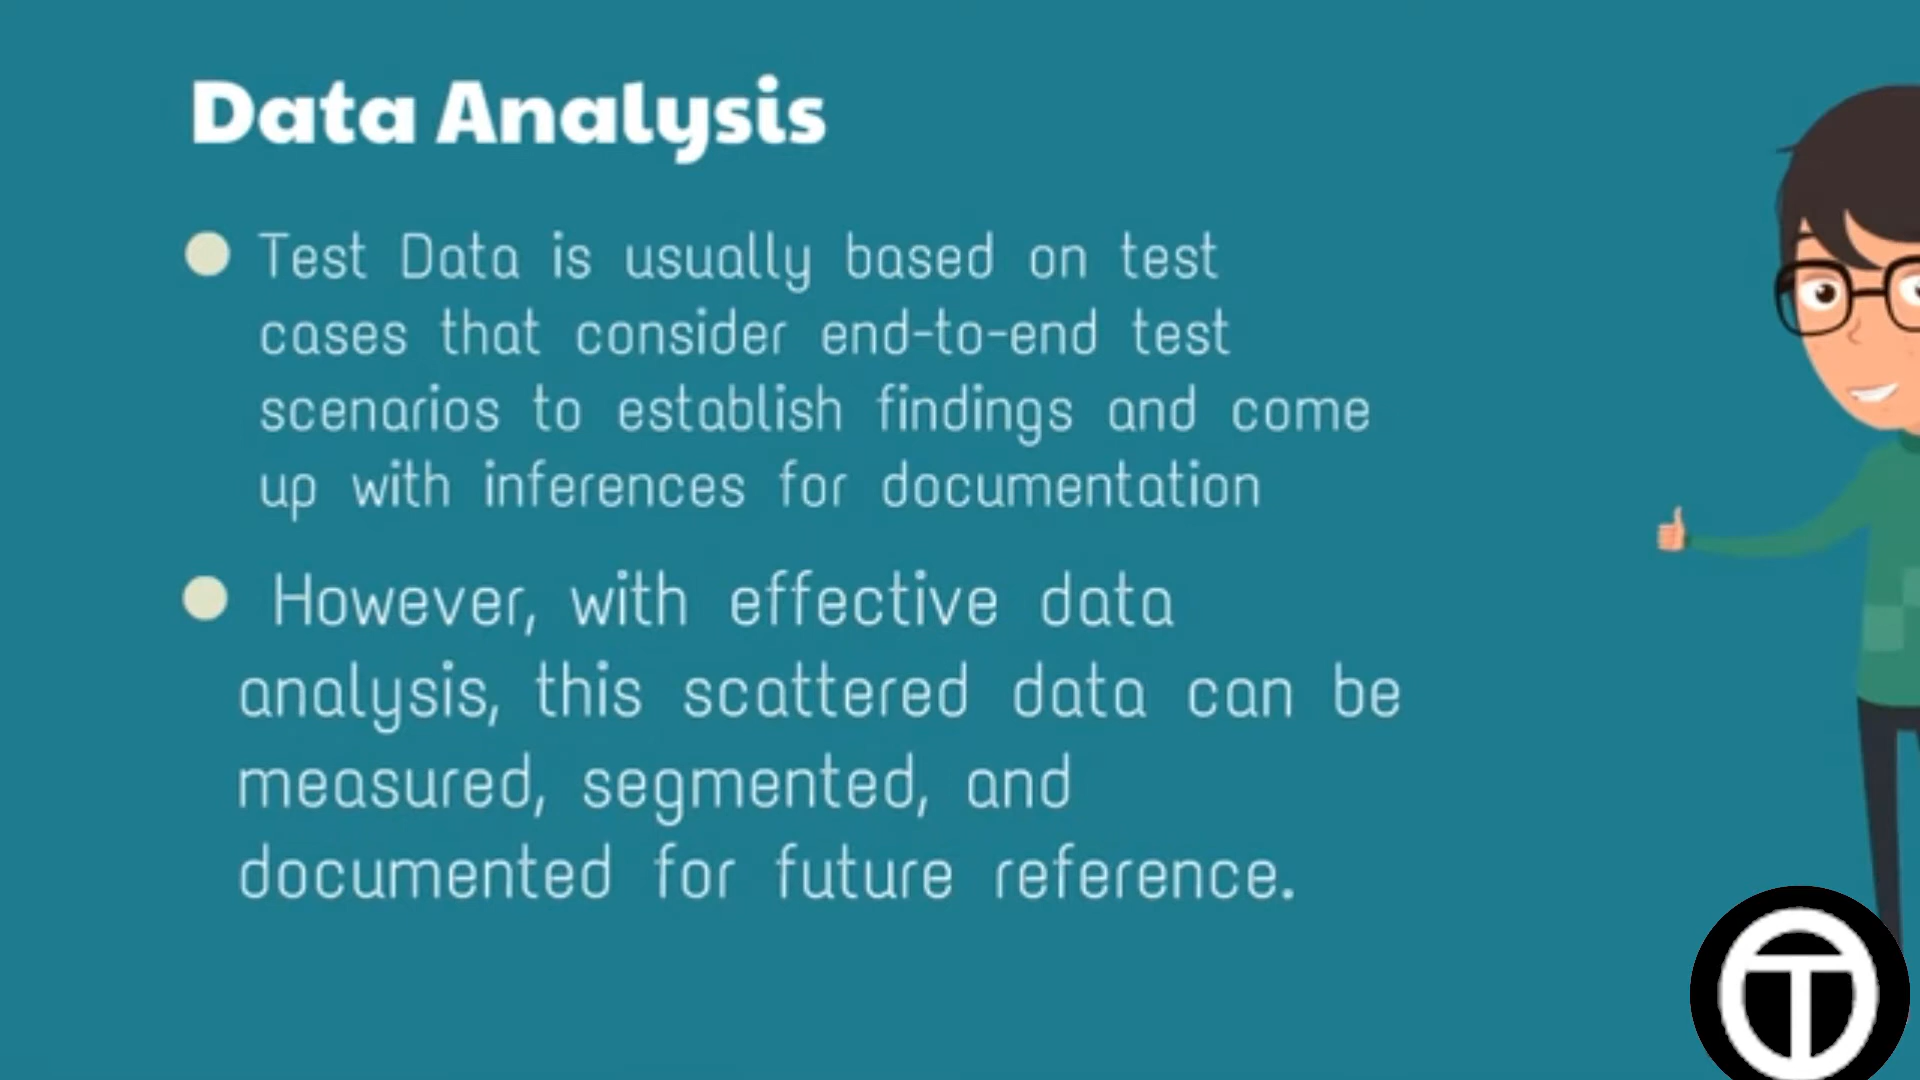 Data Analysis
Test Data is usually based on test
cases that consider end-to-end test
scenarios to establish findings and come
up with inferences for documentation
However, with effective data
analysis, this scattered data can be
measured, segmented, and
documented for future reference.